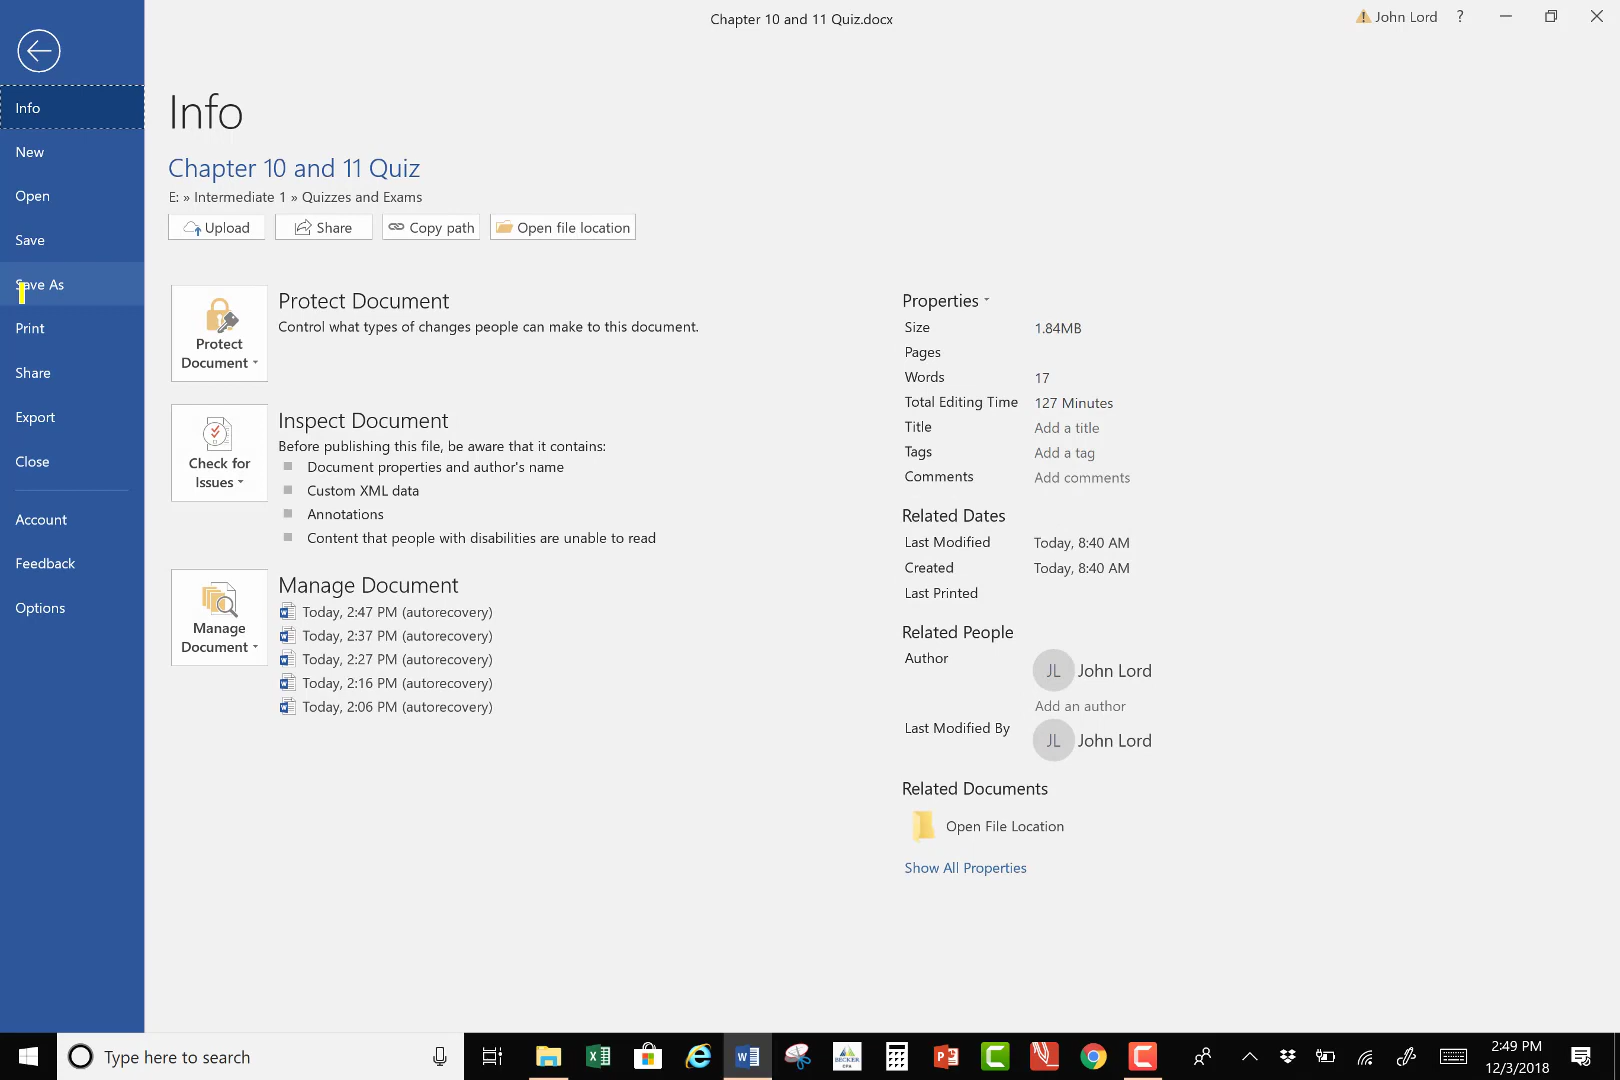 Chapter 10 and 11 Quiz.docx
John Lord ?
Info
New
Open
Save
Save As
Print
Share
Export
Close
Account
Feedback
Options
Info
Chapter 10 and 11 Quiz
E: » Intermediate 1 » Quizzes and Exams
Upload
Share
Copy path
Open file location
Protect Document
Protect Document
Control what types of changes people can make to this document.
Check for Issues
Inspect Document
Before publishing this file, be aware that it contains:
Document properties and author's name
Custom XML data
Annotations
Content that people with disabilities are unable to read
Manage Document
Manage Document
Today, 2:47 PM (autorecovery)
Today, 2:37 PM (autorecovery)
Today, 2:27 PM (autorecovery)
Today, 2:16 PM (autorecovery)
Today, 2:06 PM (autorecovery)
Properties
Size 1.84MB
Pages
Words 17
Total Editing Time 127 Minutes
Title Add a title
Tags Add a tag
Comments Add comments
Related Dates
Last Modified Today, 8:40 AM
Created Today, 8:40 AM
Last Printed
Related People
Author JL John Lord
Add an author
Last Modified By JL John Lord
Related Documents
Open File Location
Show All Properties
Type here to search
BECKER
2:49 PM
12/3/2018